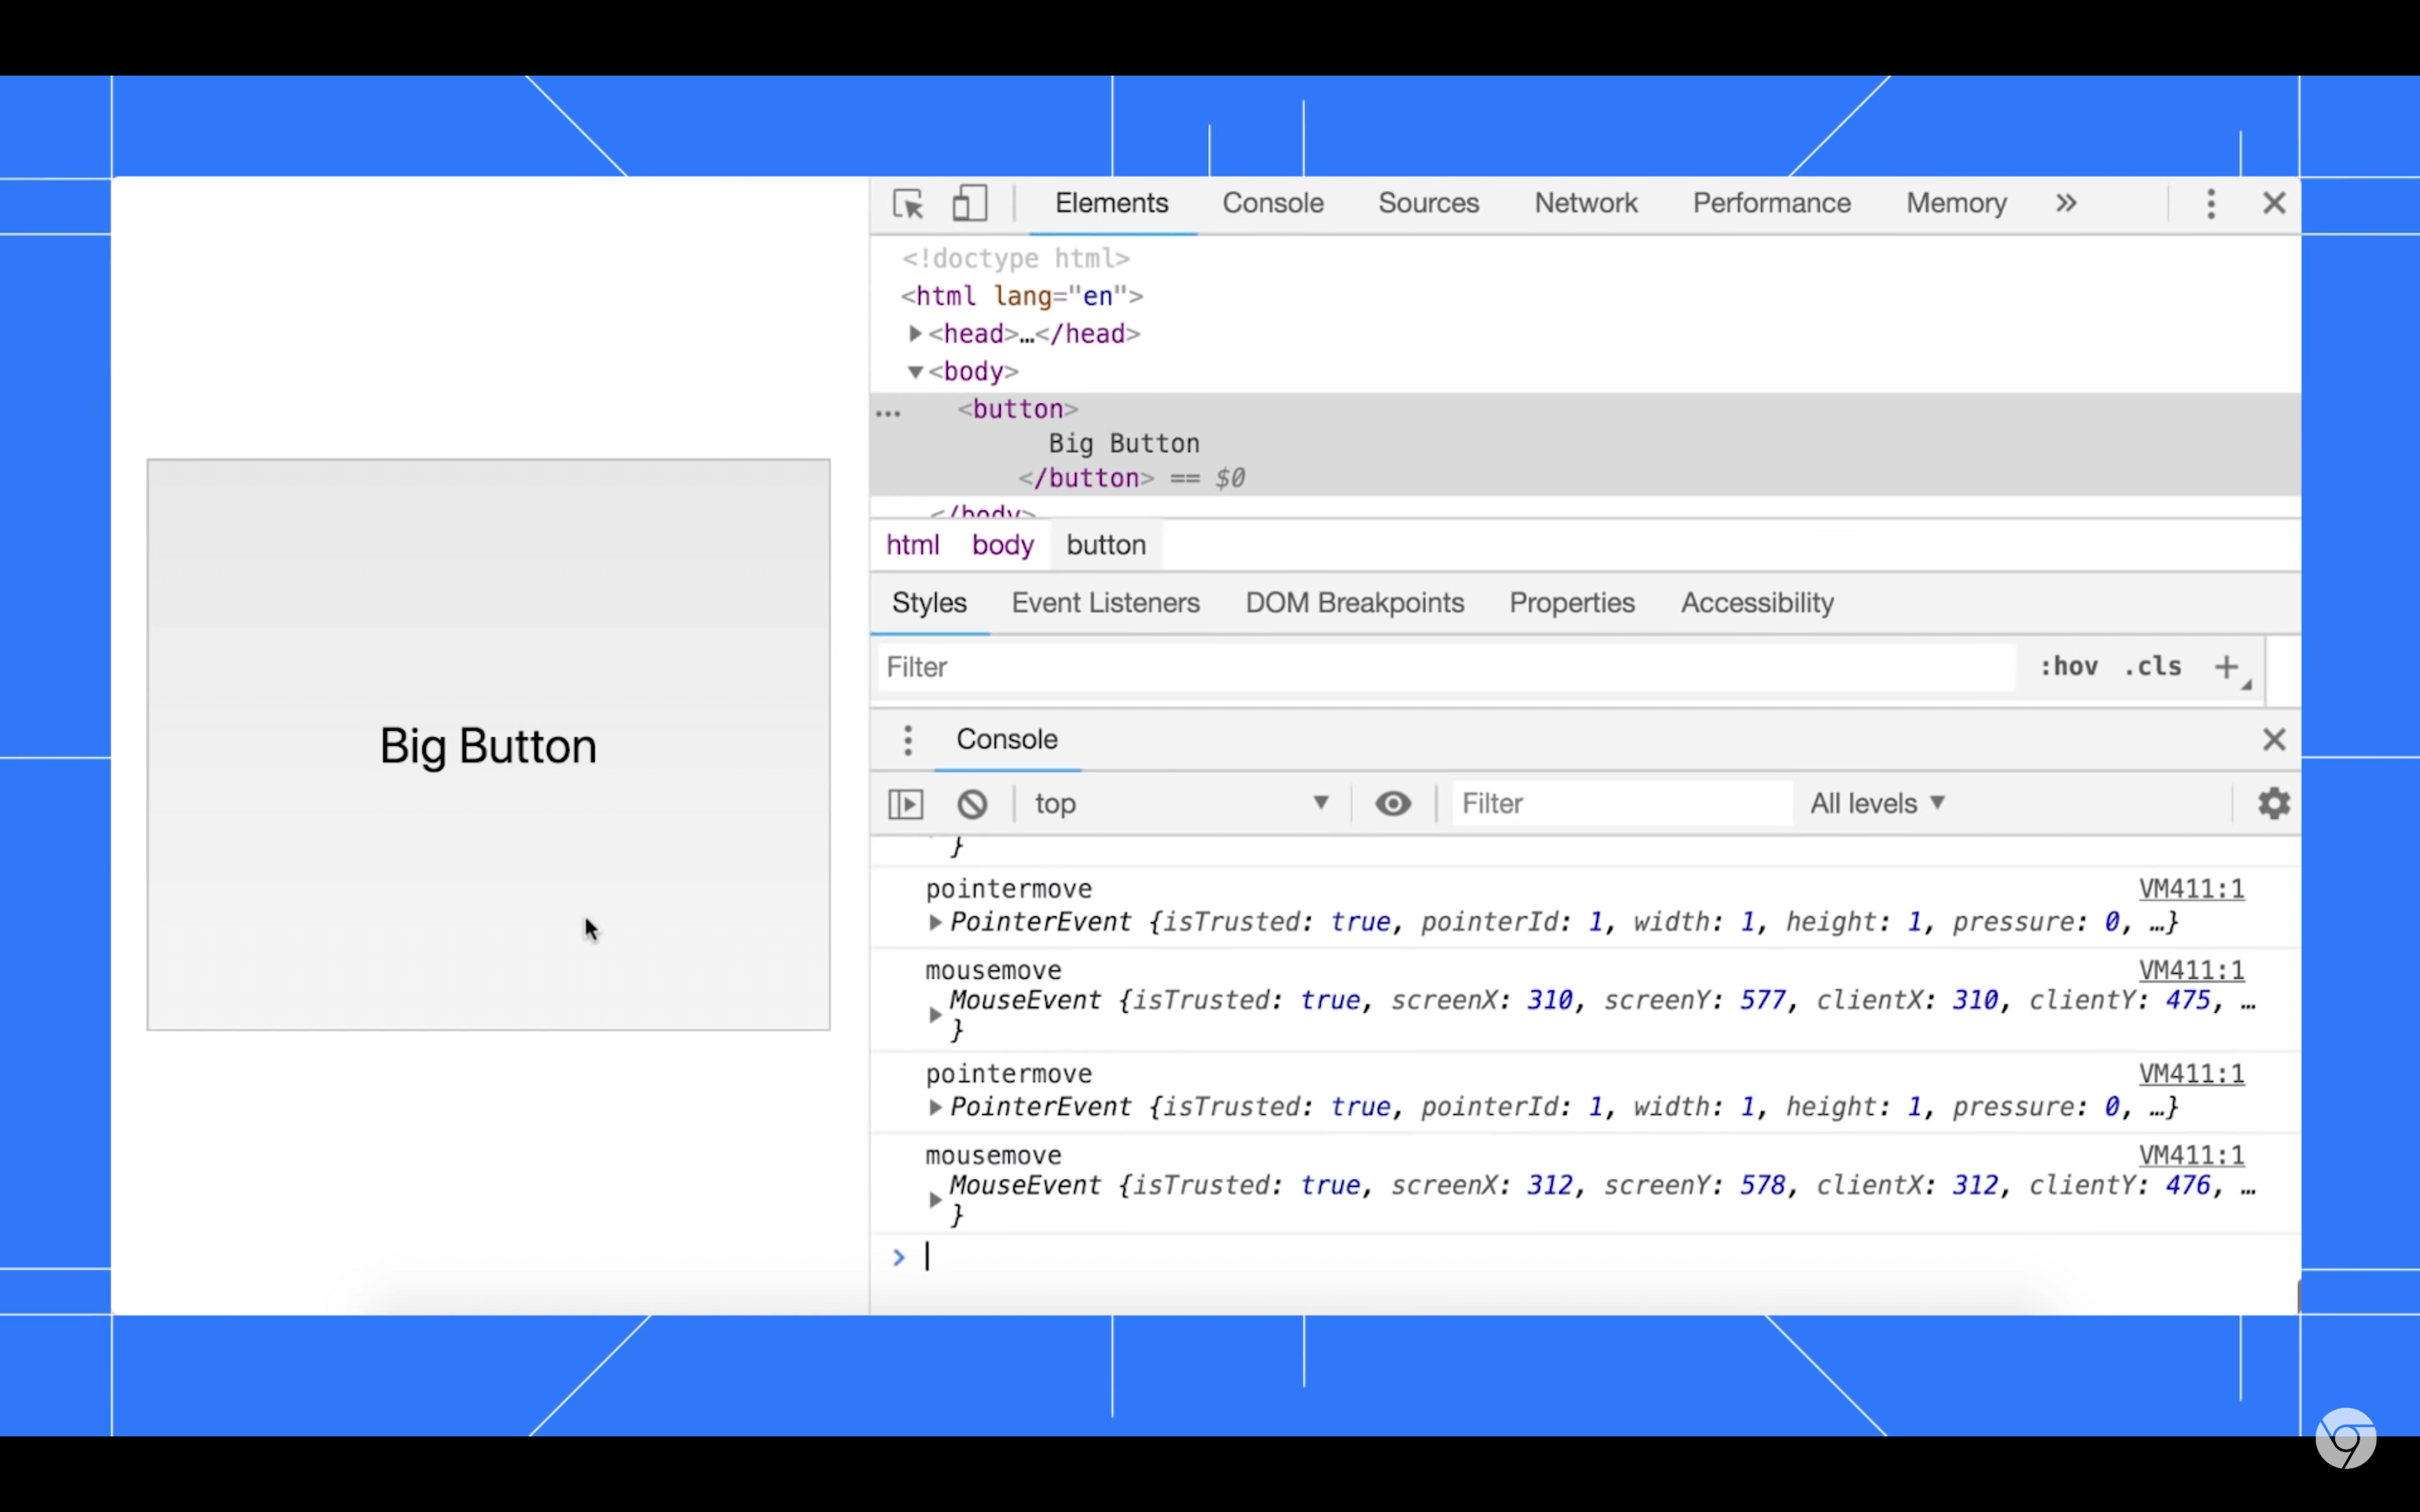 Big Button
Elements Console Sources Network Performance Memory »
<!doctype html>
<html lang="en">
<head>…</head>
<body>
… <button>
Big Button
</button> == $0
</body>
html body button
Styles Event Listeners DOM Breakpoints Properties Accessibility
Filter :hov .cls +
Console
top Filter All levels
}
pointermove VM411:1
PointerEvent {isTrusted: true, pointerId: 1, width: 1, height: 1, pressure: 0, …}
mousemove VM411:1
MouseEvent {isTrusted: true, screenX: 310, screenY: 577, clientX: 310, clientY: 475, …
}
pointermove VM411:1
PointerEvent {isTrusted: true, pointerId: 1, width: 1, height: 1, pressure: 0, …}
mousemove VM411:1
MouseEvent {isTrusted: true, screenX: 312, screenY: 578, clientX: 312, clientY: 476, …
}
>